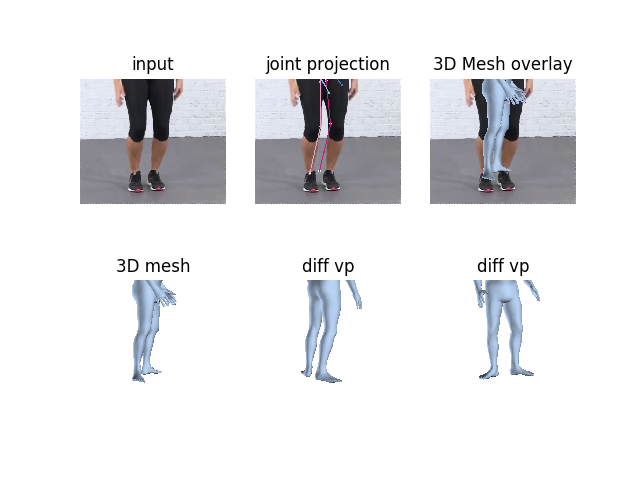 input
joint projection
3D Mesh overlay
3D mesh
diff vp
diff vp